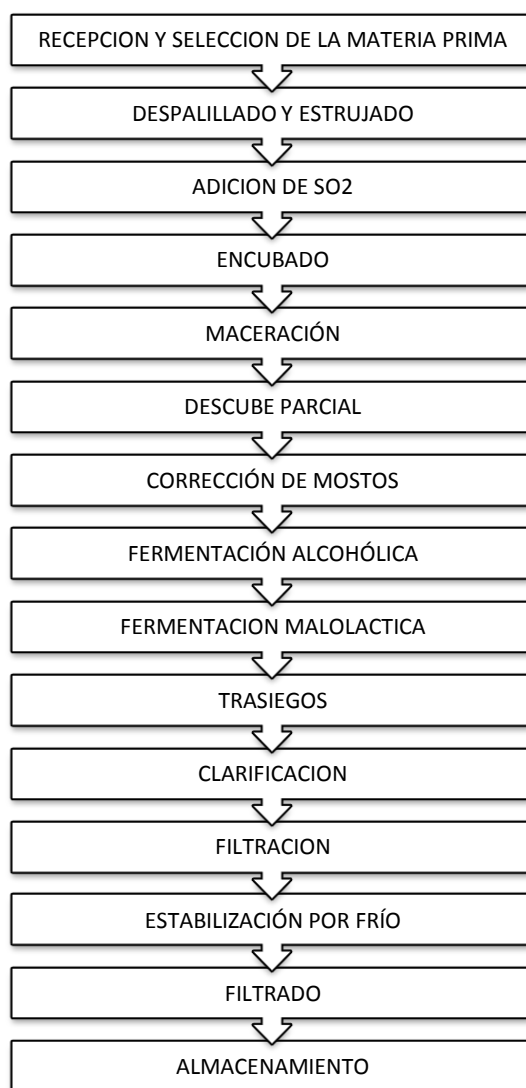 RECEPCION Y SELECCION DE LA MATERIA PRIMA
DESPALILLADO Y ESTRUJADO
ADICION DE SO2
ENCUBADO
MACERACIÓN
DESCUBE PARCIAL
CORRECCIÓN DE MOSTOS
FERMENTACIÓN ALCOHÓLICA
FERMENTACION MALOLACTICA
TRASIEGOS
CLARIFICACION
FILTRACION
ESTABILIZACIÓN POR FRÍO
FILTRADO
ALMACENAMIENTO